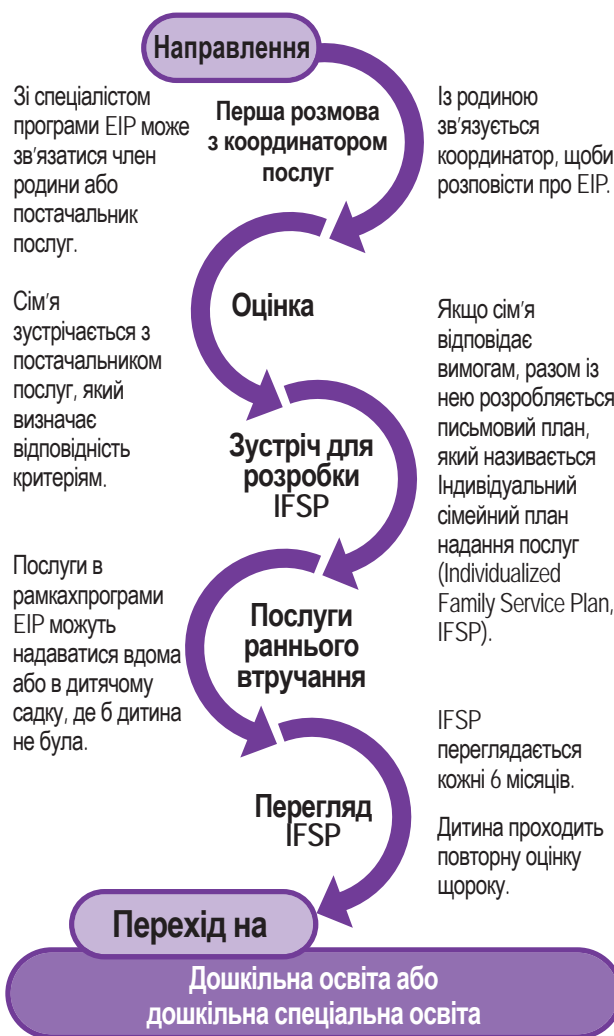 Направлення
Зі спеціалістом
програми EIP може
зв'язатися член
родини або
постачальник
послуг.
Перша розмова
з координатором
послуг
Із родиною
зв'язується
координатор, щоби
розповісти про EIP.
Оцінка
Сім'я
зустрічається з
постачальником
послуг, який
визначає
відповідність
критеріям.
Якщо сім'я
відповідає
вимогам, разом із
нею розробляється
письмовий план,
який називається
Індивідуальний
сімейний план
надання послуг
(Individualized
Family Service Plan,
IFSP).
Зустріч для
розробки
IFSP
Послуги в
рамкахпрограми
EIP можуть
надаватися вдома
або в дитячому
садку, де б дитина
не була.
Послуги
раннього
втручання
IFSP
переглядається
кожні 6 місяців.
Дитина проходить
повторну оцінку
щороку.
Перегляд
IFSP
Перехід на
Дошкільна освіта або
дошкільна спеціальна освіта